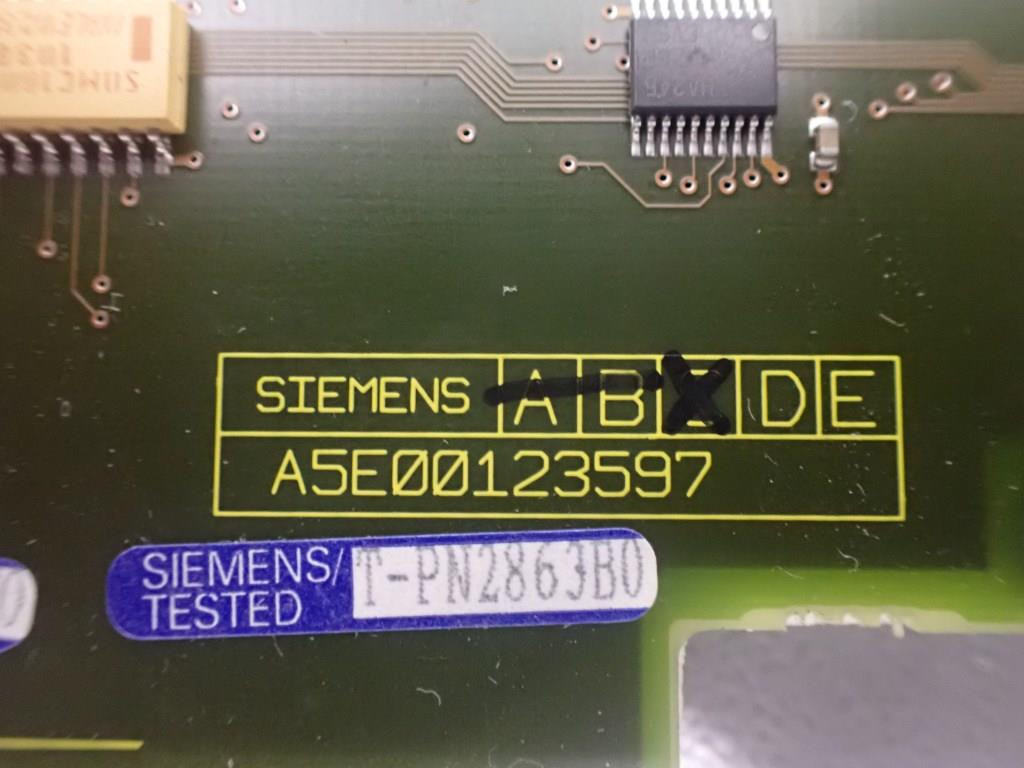 SIEMENS A B D E
A5E00123597
SIEMENS/
TESTED
T-PN2863B0